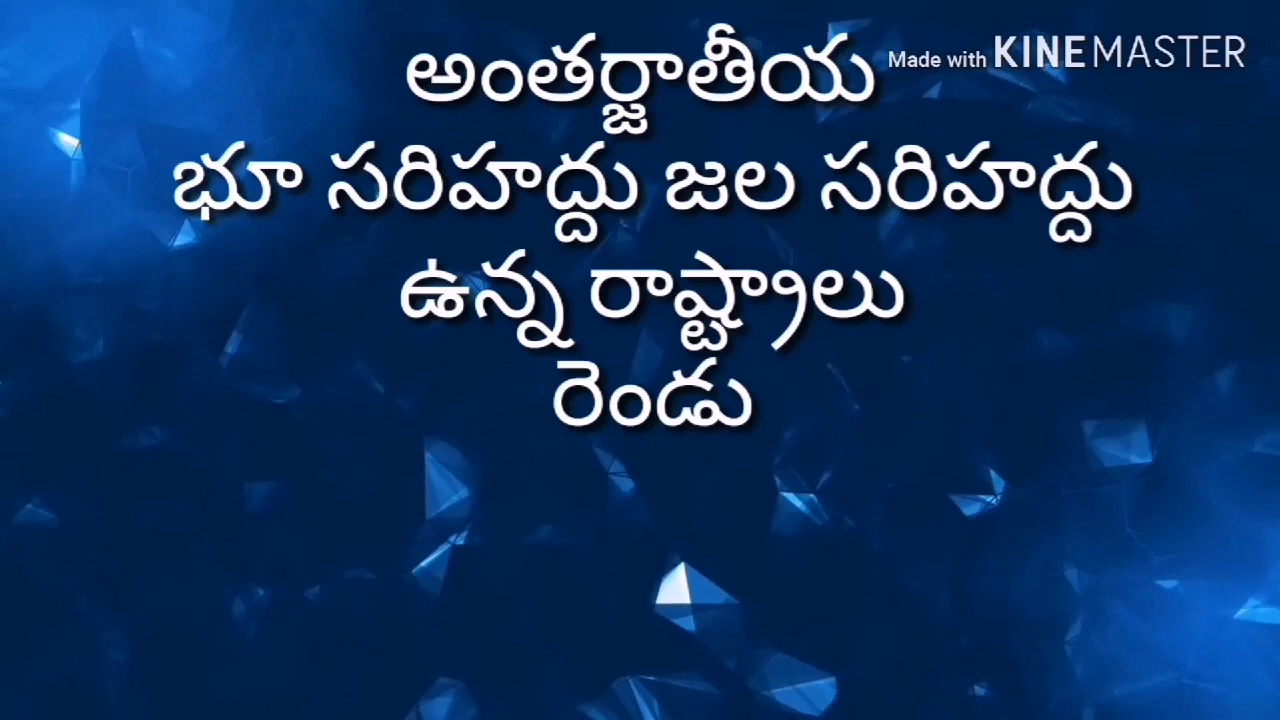 అంతర్జాతీయ
Made with KINEMASTER
భూ సరిహద్దు జల సరిహద్దు
ఉన్న రాష్ట్రాలు
రెండు